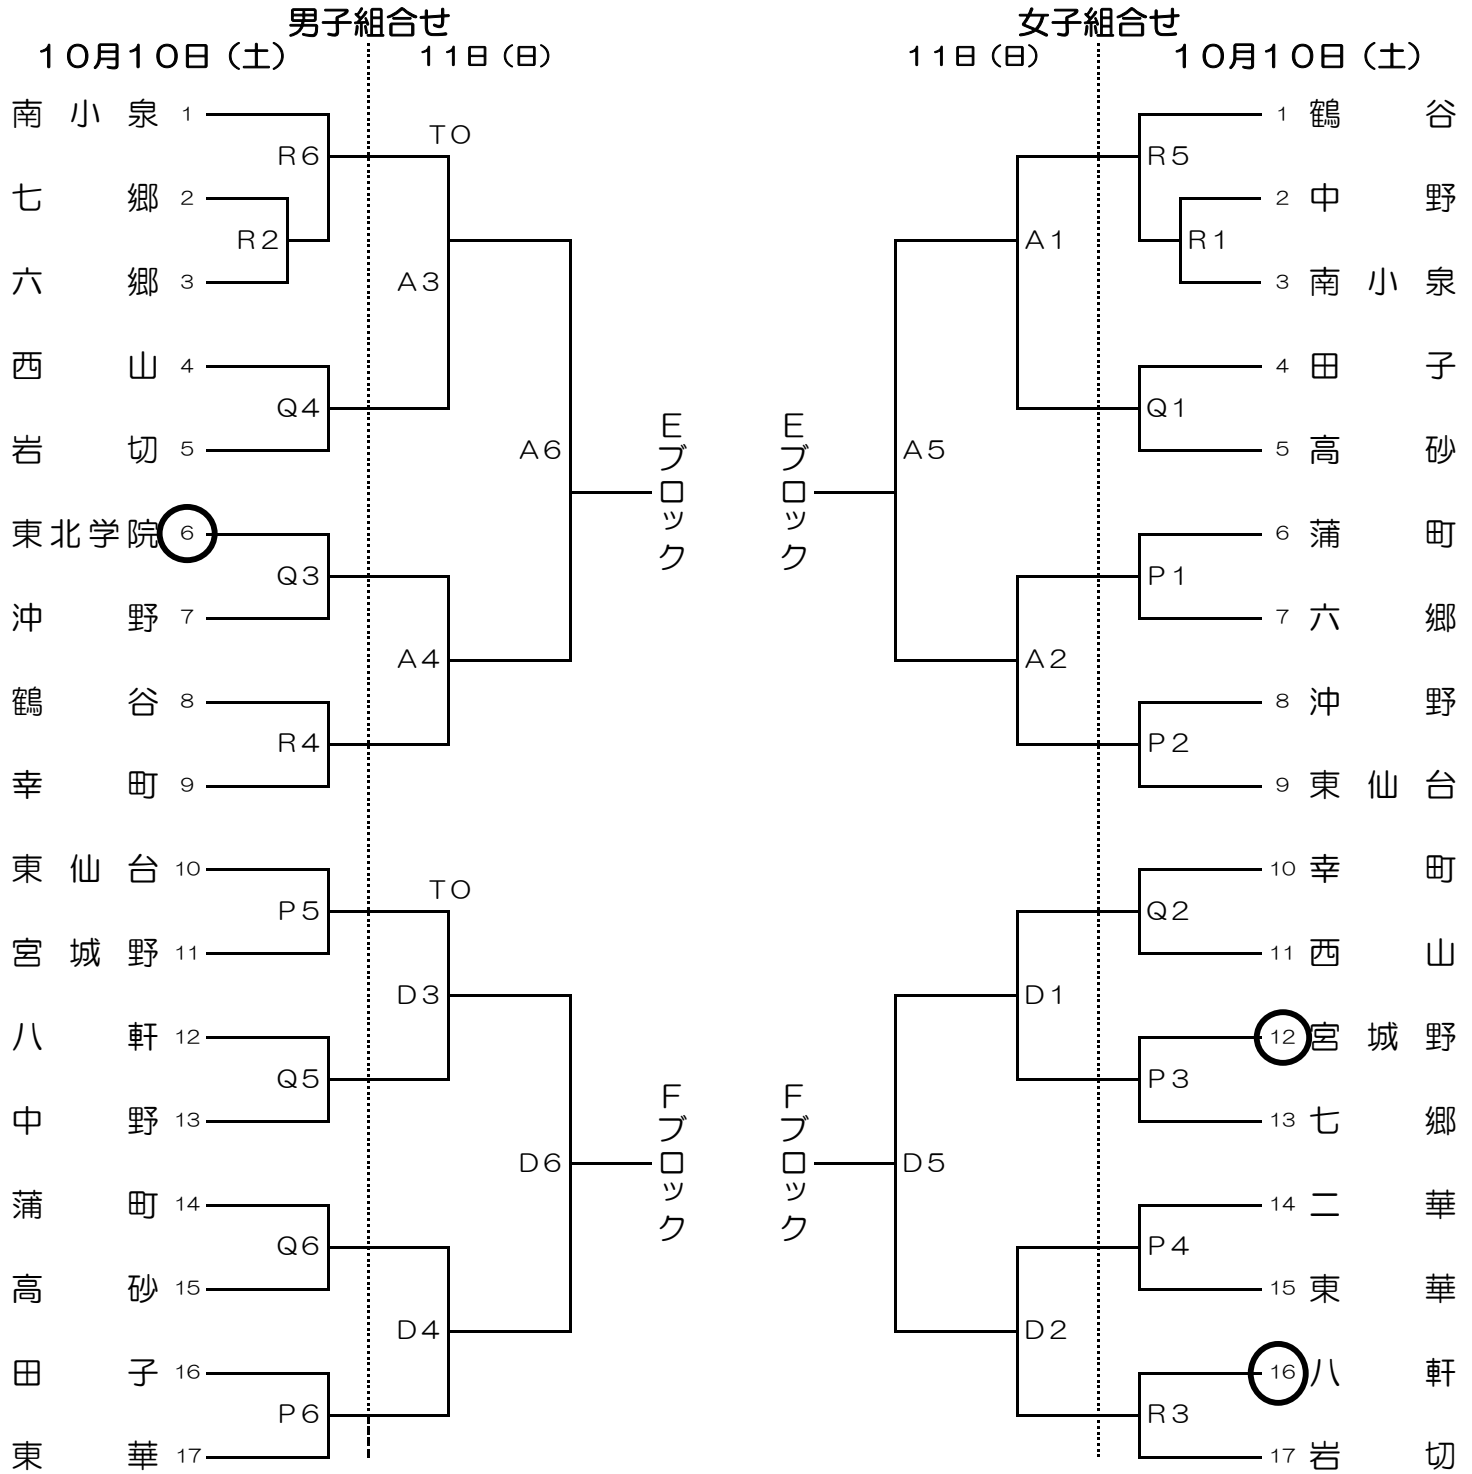 男子組合せ
１０月１０日（土）
１１日（日）
南小泉 1
七郷 2
六郷 3
西山 4
岩切 5
東北学院 6
沖野 7
鶴谷 8
幸町 9
東仙台 10
宮城野 11
八軒 12
中野 13
蒲町 14
高砂 15
田子 16
東華 17
R6
R2
Q4
Q3
R4
P5
Q5
Q6
P6
TO
A3
A4
TO
D3
D4
A6
D6
Eブロック
Fブロック
女子組合せ
１１日（日）
１０月１０日（土）
Eブロック
Fブロック
A5
D5
A1
A2
D1
D2
R5
R1
Q1
P1
P2
Q2
P3
P4
R3
1 鶴谷
2 中野
3 南小泉
4 田子
5 高砂
6 蒲町
7 六郷
8 沖野
9 東仙台
10 幸町
11 西山
12 宮城野
13 七郷
14 二華
15 東華
16 八軒
17 岩切